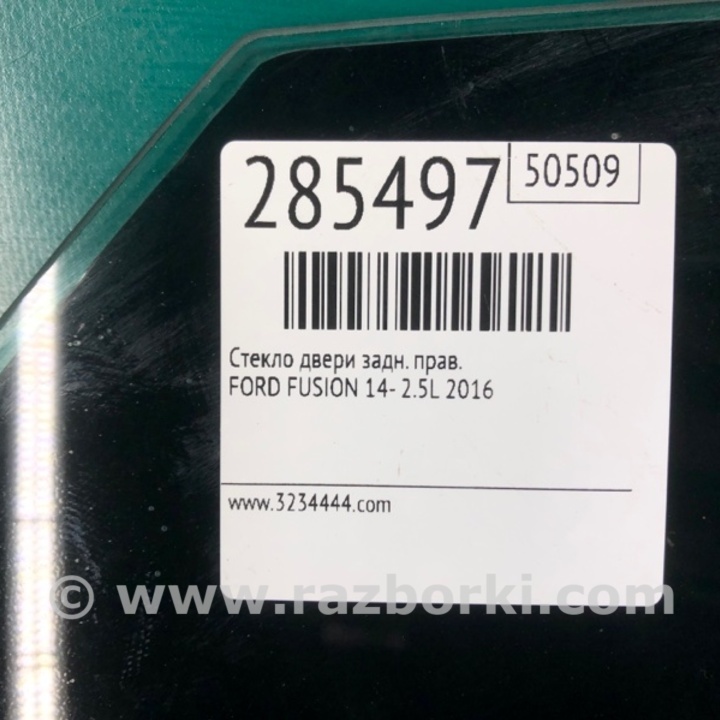 285497
50509
Стекло двери задн. прав.
FORD FUSION 14- 2.5L 2016
www.3234444.com
© www.razborki.com